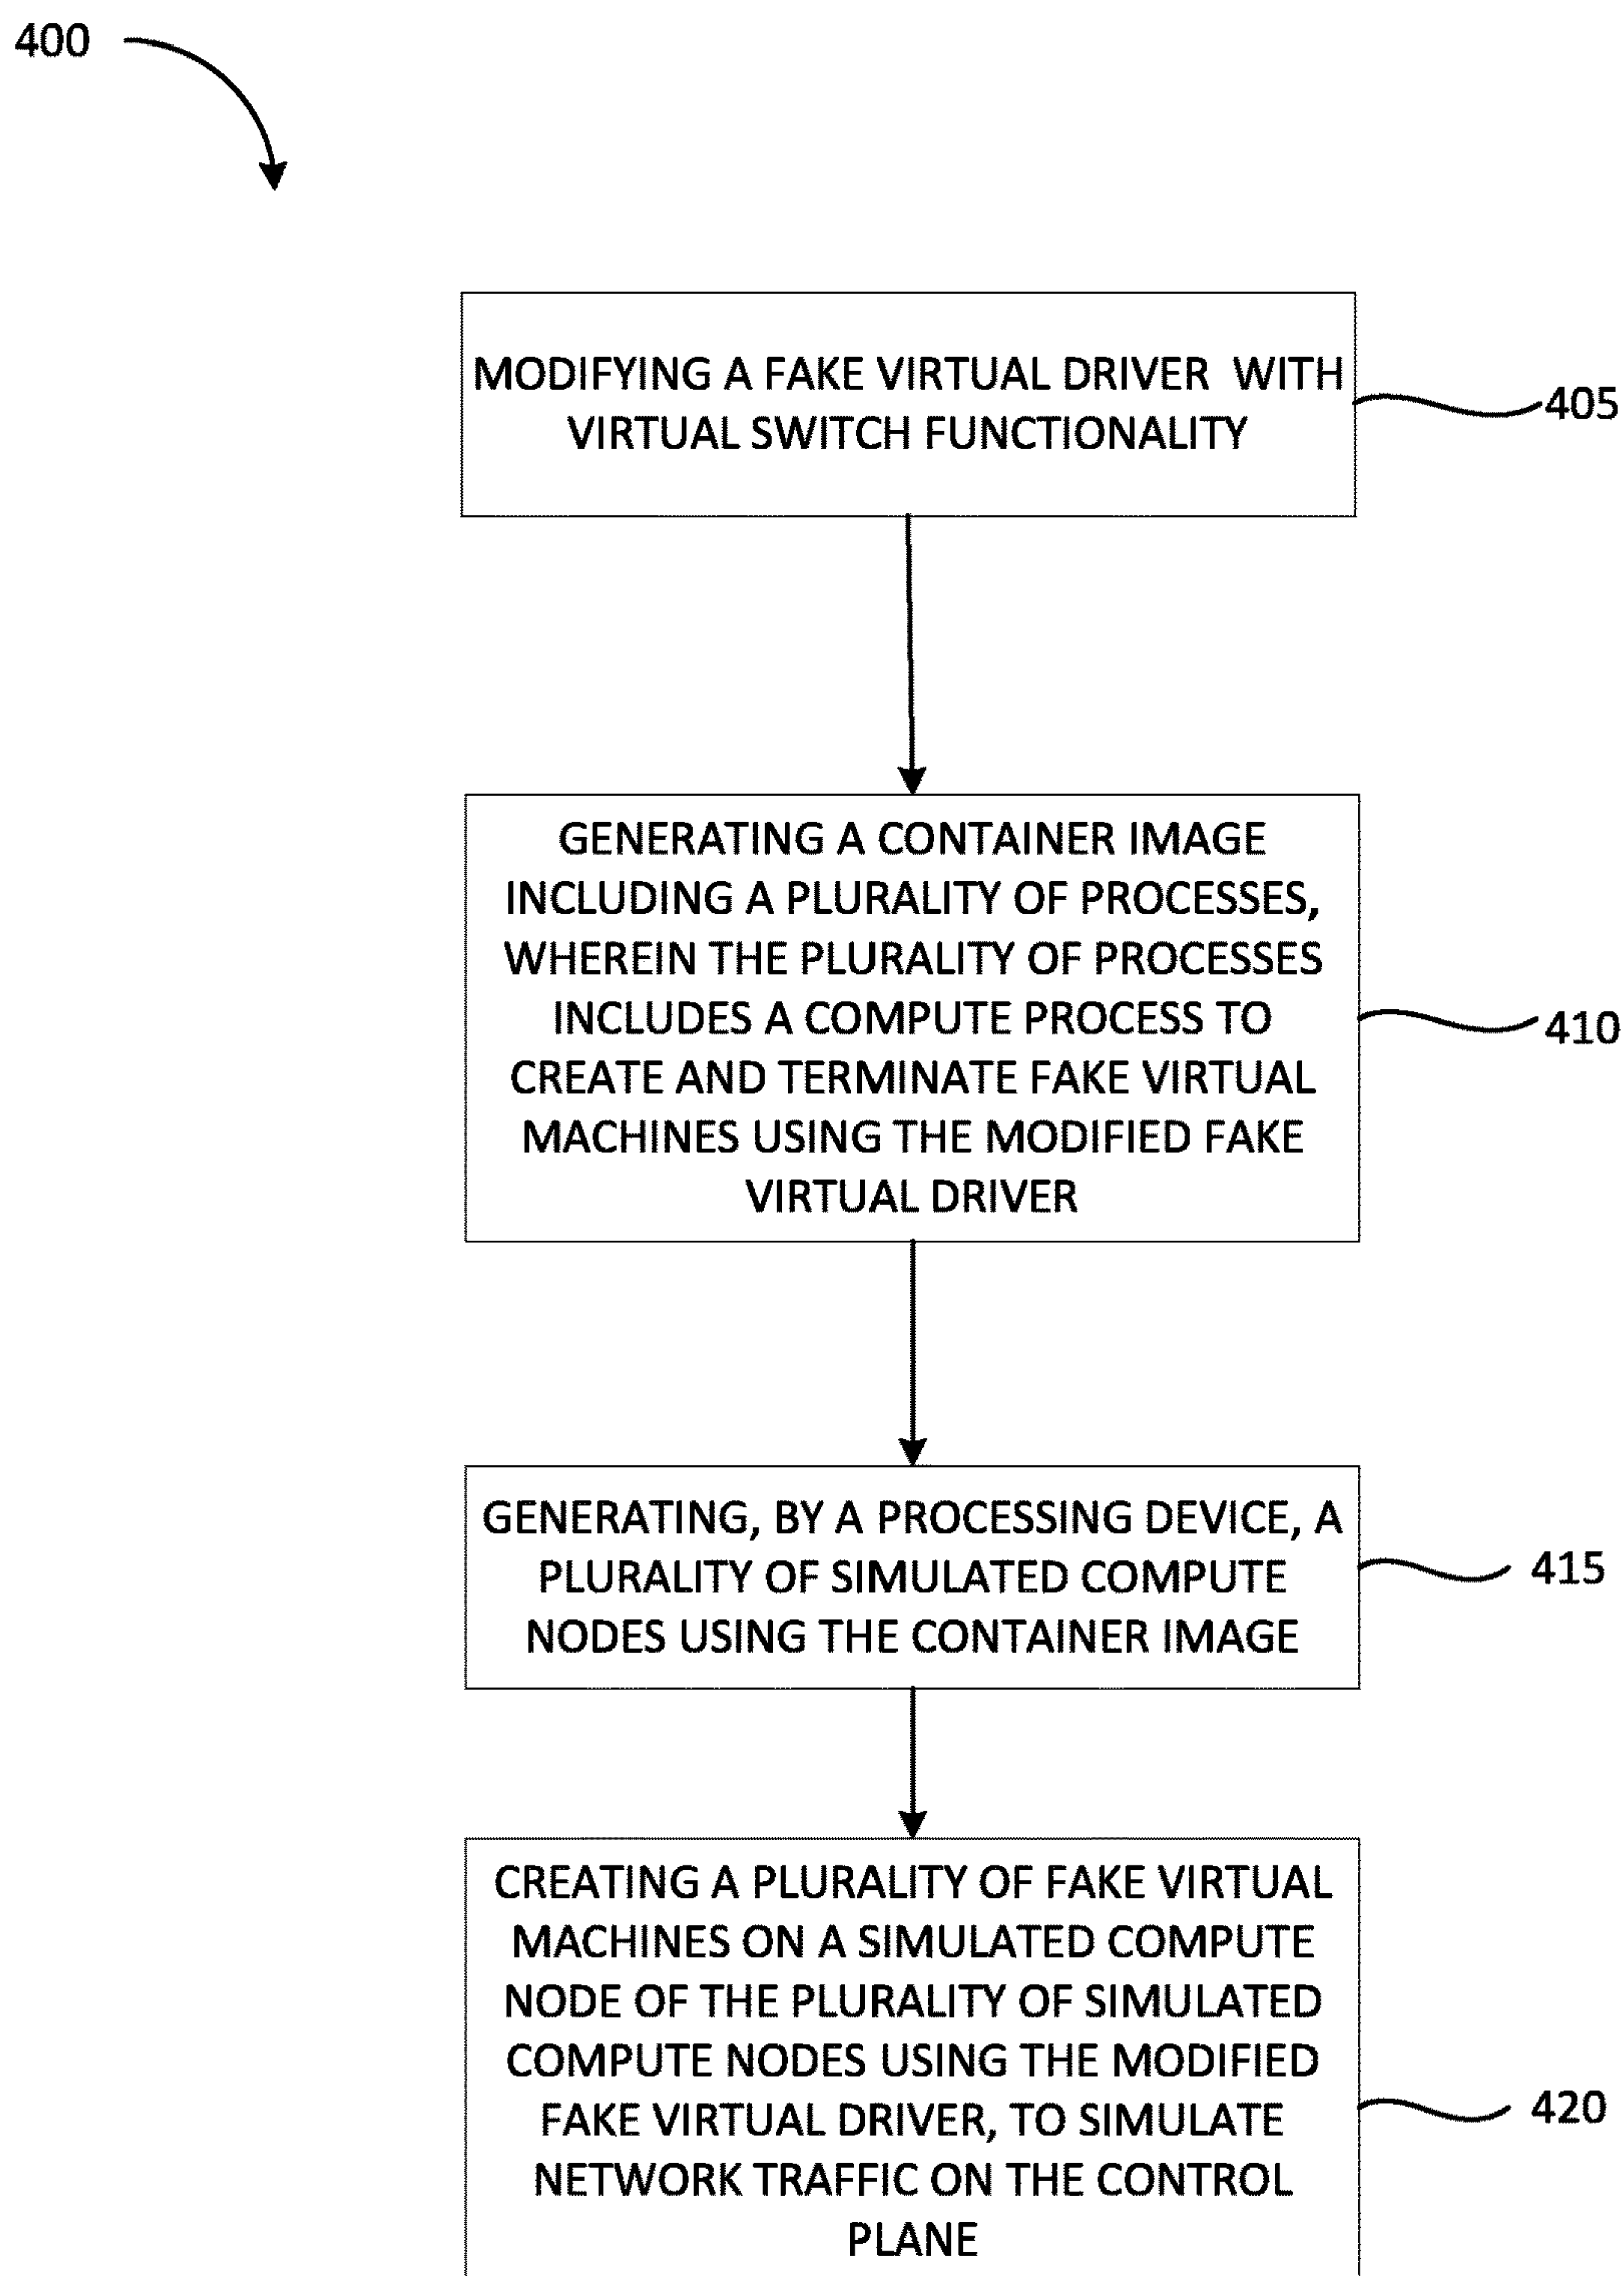 400
MODIFYING A FAKE VIRTUAL DRIVER WITH
VIRTUAL SWITCH FUNCTIONALITY
405
GENERATING A CONTAINER IMAGE
INCLUDING A PLURALITY OF PROCESSES,
WHEREIN THE PLURALITY OF PROCESSES
INCLUDES A COMPUTE PROCESS TO
CREATE AND TERMINATE FAKE VIRTUAL
MACHINES USING THE MODIFIED FAKE
VIRTUAL DRIVER
410
GENERATING, BY A PROCESSING DEVICE, A
PLURALITY OF SIMULATED COMPUTE
NODES USING THE CONTAINER IMAGE
415
CREATING A PLURALITY OF FAKE VIRTUAL
MACHINES ON A SIMULATED COMPUTE
NODE OF THE PLURALITY OF SIMULATED
COMPUTE NODES USING THE MODIFIED
FAKE VIRTUAL DRIVER, TO SIMULATE
NETWORK TRAFFIC ON THE CONTROL
PLANE
420